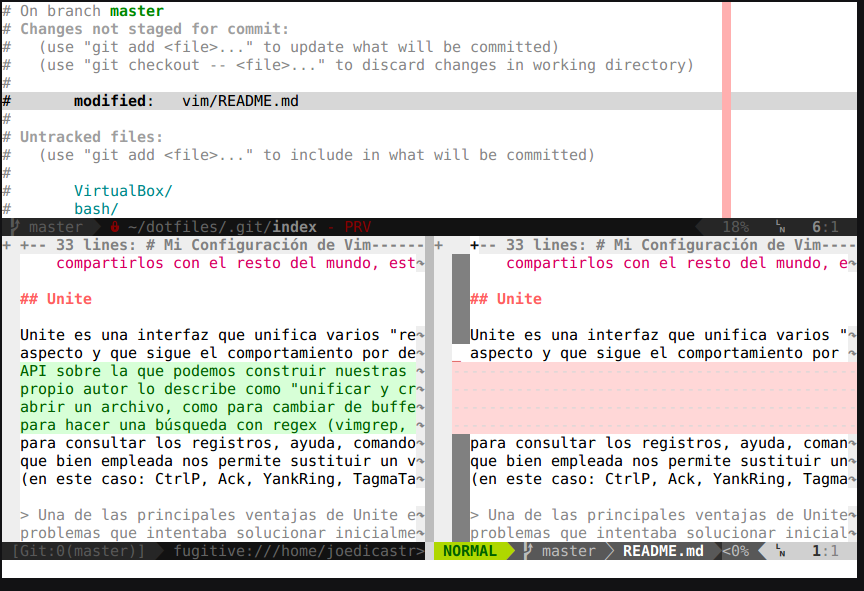 # On branch master
# Changes not staged for commit:
#   (use "git add <file>..." to update what will be committed)
#   (use "git checkout -- <file>..." to discard changes in working directory)
#
#       modified:   vim/README.md
#
# Untracked files:
#   (use "git add <file>..." to include in what will be committed)
#
#       VirtualBox/
#       bash/
master ~/dotfiles/.git/index - PRV 18% LN 6:1
+ +-- 33 lines: # Mi Configuración de Vim------
compartirlos con el resto del mundo, est
## Unite
Unite es una interfaz que unifica varios "re
aspecto y que sigue el comportamiento por de
API sobre la que podemos construir nuestras
propio autor lo describe como "unificar y cr
abrir un archivo, como para cambiar de buffe
para hacer una búsqueda con regex (vimgrep,
para consultar los registros, ayuda, comando
que bien empleada nos permite sustituir un v
(en este caso: CtrlP, Ack, YankRing, TagmaTa
> Una de las principales ventajas de Unite e
problemas que intentaba solucionar inicialme
[Git:0(master)] fugitive:///home/joedicastr>
+ +-- 33 lines: # Mi Configuración de Vim----
compartirlos con el resto del mundo, e
## Unite
Unite es una interfaz que unifica varios "
aspecto y que sigue el comportamiento por
para consultar los registros, ayuda, coman
que bien empleada nos permite sustituir un
(en este caso: CtrlP, Ack, YankRing, Tagma
> Una de las principales ventajas de Unite
problemas que intentaba solucionar inicial
NORMAL master README.md <0% LN 1:1